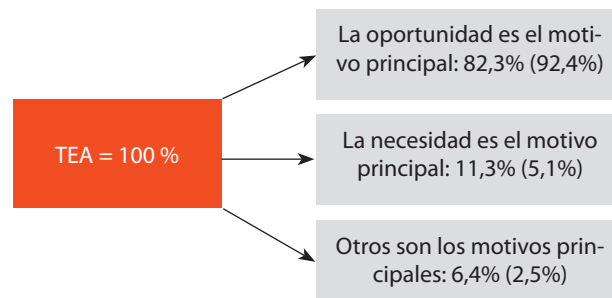 La oportunidad es el moti-
vo principal: 82,3% (92,4%)
TEA = 100 %
La necesidad es el motivo
principal: 11,3% (5,1%)
Otros son los motivos prin-
cipales: 6,4% (2,5%)